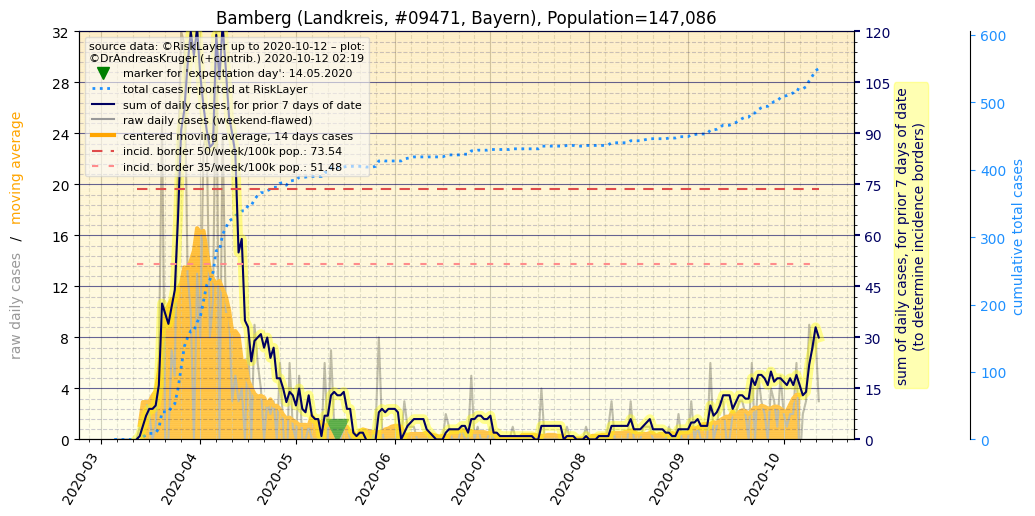 Bamberg (Landkreis, #09471, Bayern), Population=147,086
source data: ©RiskLayer up to 2020-10-12 – plot:
©DrAndreasKruger (+contrib.) 2020-10-12 02:19
marker for 'expectation day': 14.05.2020
total cases reported at RiskLayer
sum of daily cases, for prior 7 days of date
raw daily cases (weekend-flawed)
centered moving average, 14 days cases
incid. border 50/week/100k pop.: 73.54
incid. border 35/week/100k pop.: 51.48
raw daily cases / moving average
32
28
24
20
16
12
8
4
0
2020-03
2020-04
2020-05
2020-06
2020-07
2020-08
2020-09
2020-10
120
105
90
75
60
45
30
15
0
sum of daily cases, for prior 7 days of date
(to determine incidence borders)
600
500
400
300
200
100
0
cumulative total cases